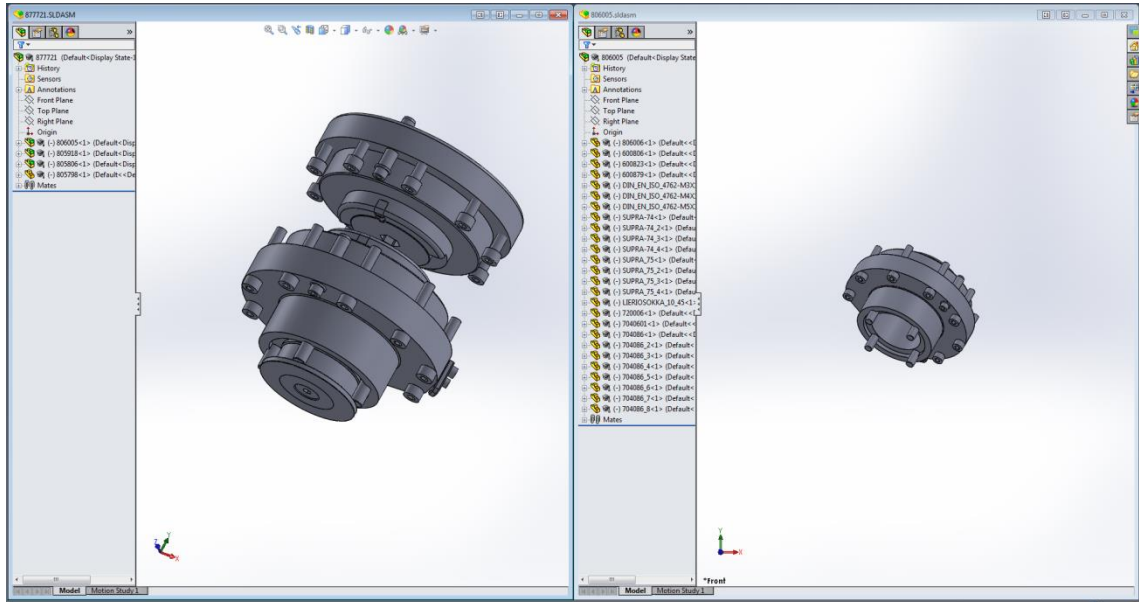 877721.SLDASM
877721 (Default<Display State-1
History
Sensors
Annotations
Front Plane
Top Plane
Right Plane
Origin
(-) 806005<1> (Default<Disp
(-) 805918<1> (Default<Disp
(-) 805806<1> (Default<Disp
(-) 805798<1> (Default<<De
Mates
Y
Z
X
Model
Motion Study 1
806005.sldasm
806005 (Default<Display State
History
Sensors
Annotations
Front Plane
Top Plane
Right Plane
Origin
(-) 806006<1> (Default<<D
(-) 600806<1> (Default<<D
(-) 600823<1> (Default<<D
(-) 600879<1> (Default<<D
(-) DIN_EN_ISO_4762-M3X
(-) DIN_EN_ISO_4762-M4X
(-) DIN_EN_ISO_4762-M5X
(-) SUPRA-74<1> (Default<
(-) SUPRA-74_2<1> (Defau
(-) SUPRA-74_3<1> (Defau
(-) SUPRA-74_4<1> (Defau
(-) SUPRA_75<1> (Default<
(-) SUPRA_75_2<1> (Defau
(-) SUPRA_75_3<1> (Defau
(-) SUPRA_75_4<1> (Defau
(-) LIERIOSOKKA_10_45<1>
(-) 720006<1> (Default<<D
(-) 7040601<1> (Default<<
(-) 704086<1> (Default<<D
(-) 704086_2<1> (Default<
(-) 704086_3<1> (Default<
(-) 704086_4<1> (Default<
(-) 704086_5<1> (Default<
(-) 704086_6<1> (Default<
(-) 704086_7<1> (Default<
(-) 704086_8<1> (Default<
Mates
Y
X
*Front
Model
Motion Study 1